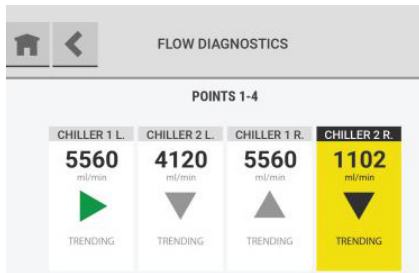 FLOW DIAGNOSTICS
POINTS 1-4
CHILLER 1 L. CHILLER 2 L. CHILLER 1 R. CHILLER 2 R.
5560 4120 5560 1102
ml/min ml/min ml/min ml/min
TRENDING TRENDING TRENDING TRENDING